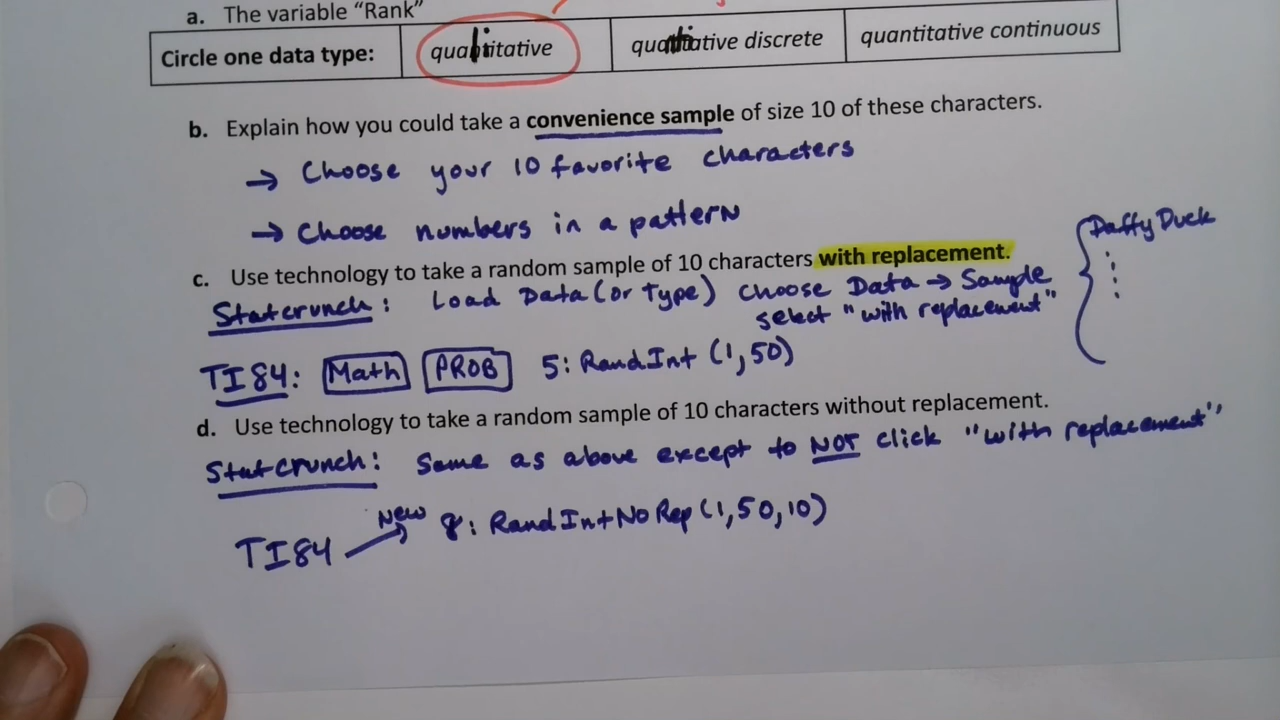 a. The variable "Rank"
Circle one data type: qualitative quantitative discrete quantitative continuous
b. Explain how you could take a convenience sample of size 10 of these characters.
→ Choose your 10 favorite characters
→ Choose numbers in a pattern
Daffy Duck
c. Use technology to take a random sample of 10 characters with replacement.
Statcrunch: Load Data (or Type) choose Data → Sample
select "with replacement"
TI84: Math PROB 5: RandInt (1,50)
d. Use technology to take a random sample of 10 characters without replacement.
StatCrunch: Same as above except to NOT click "with replacement"
New
TI84 → 8: RandIntNoRep (1,50,10)